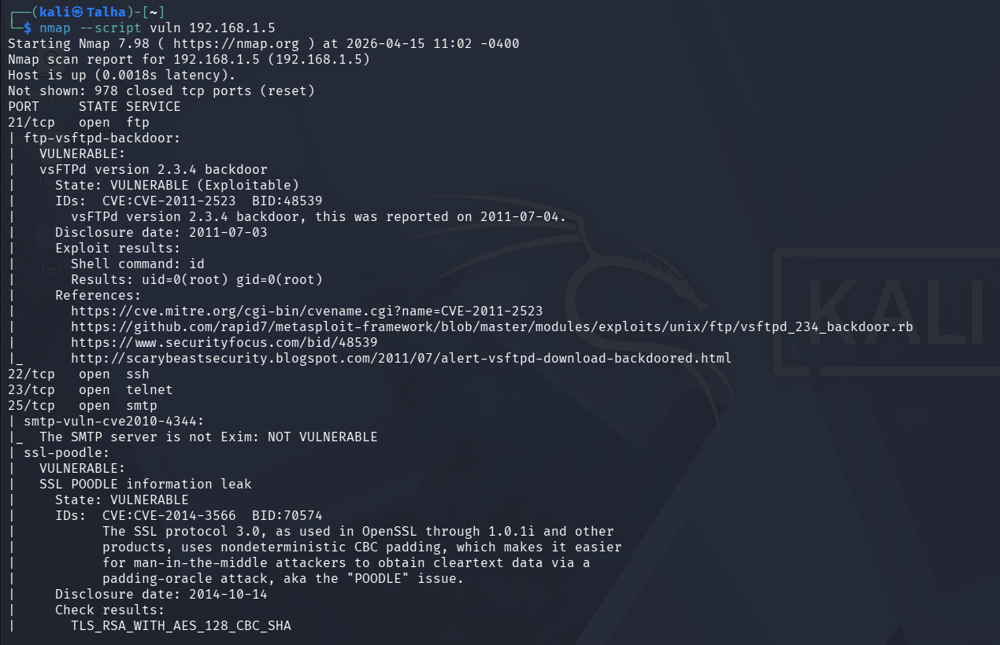 ┌──(kali㉿Talha)-[~]
└─$ nmap --script vuln 192.168.1.5
Starting Nmap 7.98 ( https://nmap.org ) at 2026-04-15 11:02 -0400
Nmap scan report for 192.168.1.5 (192.168.1.5)
Host is up (0.0018s latency).
Not shown: 978 closed tcp ports (reset)
PORT     STATE SERVICE
21/tcp   open  ftp
| ftp-vsftpd-backdoor:
|   VULNERABLE:
|   vsFTPd version 2.3.4 backdoor
|     State: VULNERABLE (Exploitable)
|     IDs:  CVE:CVE-2011-2523  BID:48539
|       vsFTPd version 2.3.4 backdoor, this was reported on 2011-07-04.
|     Disclosure date: 2011-07-03
|     Exploit results:
|       Shell command: id
|       Results: uid=0(root) gid=0(root)
|     References:
|       https://cve.mitre.org/cgi-bin/cvename.cgi?name=CVE-2011-2523
|       https://github.com/rapid7/metasploit-framework/blob/master/modules/exploits/unix/ftp/vsftpd_234_backdoor.rb
|       https://www.securityfocus.com/bid/48539
|_      http://scarybeastsecurity.blogspot.com/2011/07/alert-vsftpd-download-backdoored.html
22/tcp   open  ssh
23/tcp   open  telnet
25/tcp   open  smtp
| smtp-vuln-cve2010-4344:
|_  The SMTP server is not Exim: NOT VULNERABLE
| ssl-poodle:
|   VULNERABLE:
|   SSL POODLE information leak
|     State: VULNERABLE
|     IDs:  CVE:CVE-2014-3566  BID:70574
|           The SSL protocol 3.0, as used in OpenSSL through 1.0.1i and other
|           products, uses nondeterministic CBC padding, which makes it easier
|           for man-in-the-middle attackers to obtain cleartext data via a
|           padding-oracle attack, aka the "POODLE" issue.
|     Disclosure date: 2014-10-14
|     Check results:
|       TLS_RSA_WITH_AES_128_CBC_SHA
Test
KALI